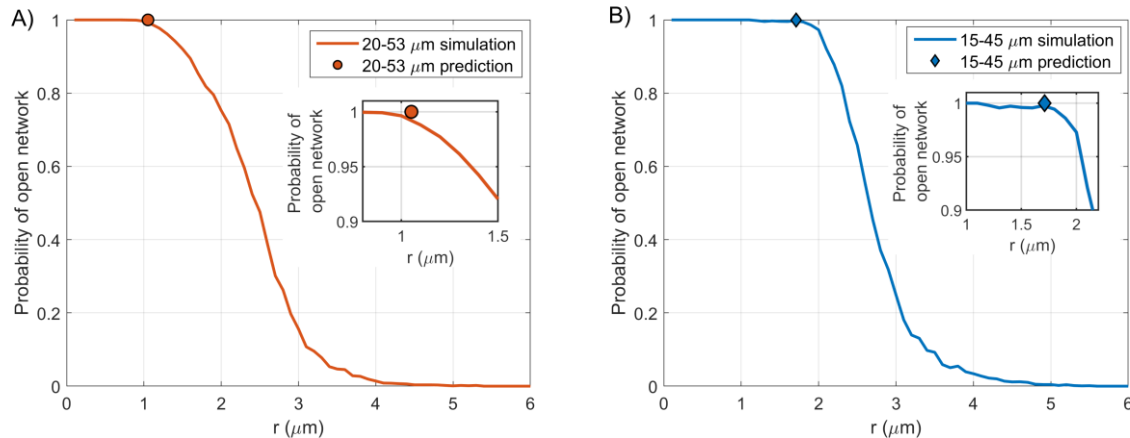 A)
20-53 μm simulation
20-53 μm prediction
Probability of open network
1
0.8
0.6
0.4
0.2
0
0
1
2
3
4
5
6
r (μm)
Probability of
open network
1
0.95
0.9
1
1.5
r (μm)
B)
15-45 μm simulation
15-45 μm prediction
Probability of open network
1
0.8
0.6
0.4
0.2
0
0
1
2
3
4
5
6
r (μm)
Probability of
open network
1
0.95
0.9
1
1.5
2
r (μm)